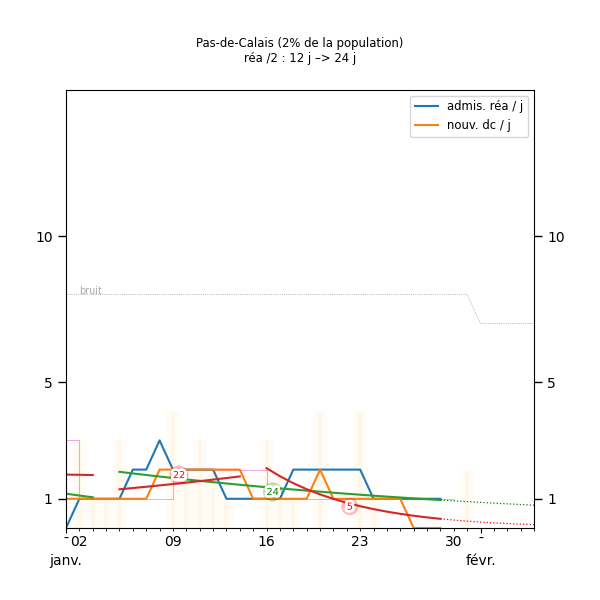 Pas-de-Calais (2% de la population)
réa /2 : 12 j –> 24 j
admis. réa / j
nouv. dc / j
10
10
bruit
5
5
22
24
5
1
1
- 02 09 16 23 30 -
janv. févr.